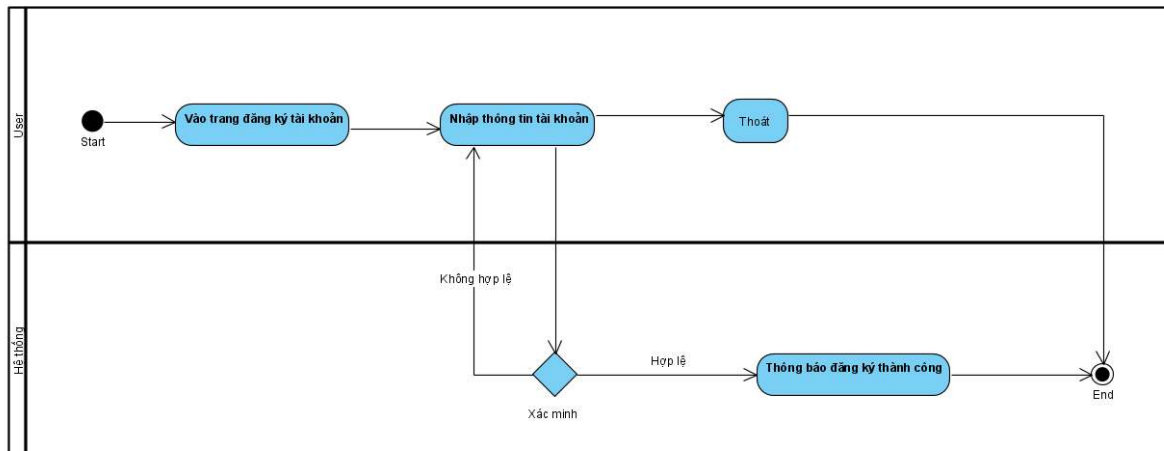 User
Start
Vào trang đăng ký tài khoản
Nhập thông tin tài khoản
Thoát
Hệ thống
Không hợp lệ
Xác minh
Hợp lệ
Thông báo đăng ký thành công
End